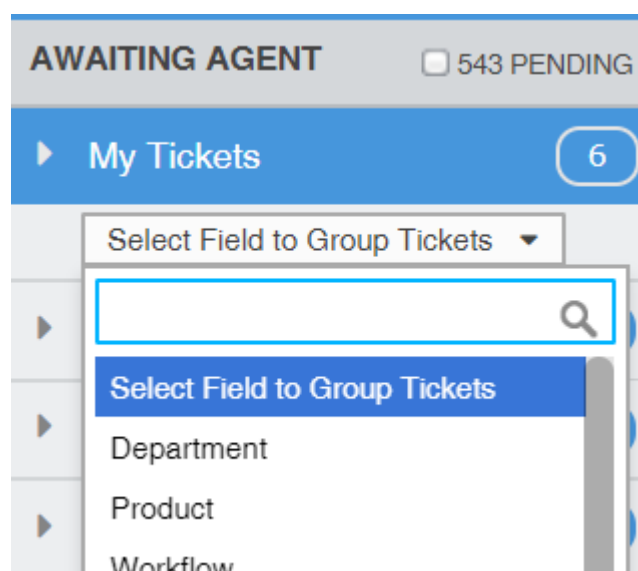 AWAITING AGENT 543 PENDING
My Tickets 6
Select Field to Group Tickets
Select Field to Group Tickets
Department
Product
Workflow